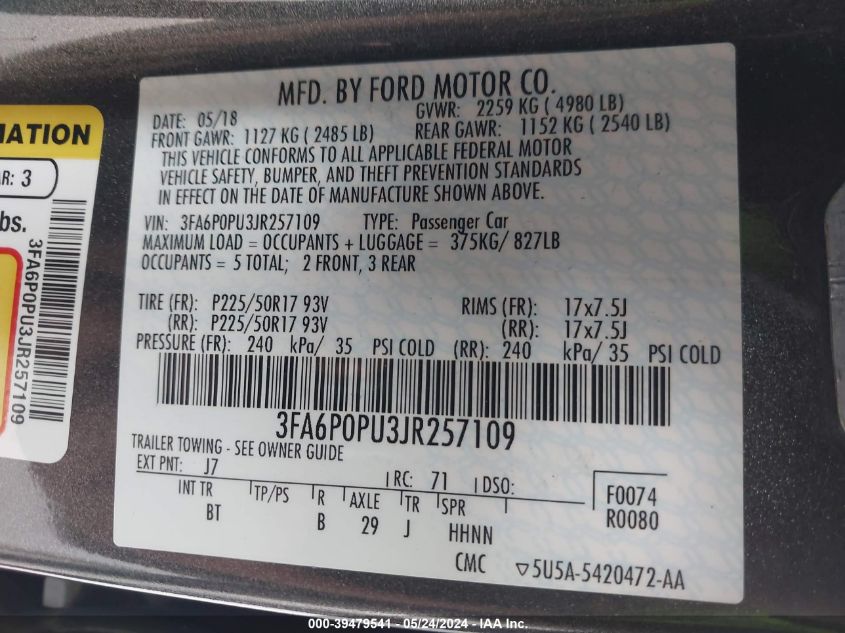 MATION
AR: 3
bs.
3FA6P0PU3JR257109
MFD. BY FORD MOTOR CO.
DATE: 05/18 GVWR: 2259 KG ( 4980 LB)
FRONT GAWR: 1127 KG ( 2485 LB) REAR GAWR: 1152 KG ( 2540 LB)
THIS VEHICLE CONFORMS TO ALL APPLICABLE FEDERAL MOTOR
VEHICLE SAFETY, BUMPER, AND THEFT PREVENTION STANDARDS
IN EFFECT ON THE DATE OF MANUFACTURE SHOWN ABOVE.
VIN: 3FA6P0PU3JR257109 TYPE: Passenger Car
MAXIMUM LOAD = OCCUPANTS + LUGGAGE = 375KG/ 827LB
OCCUPANTS = 5 TOTAL; 2 FRONT, 3 REAR
TIRE (FR): P225/50R17 93V RIMS (FR): 17x7.5J
(RR): P225/50R17 93V (RR): 17x7.5J
PRESSURE (FR): 240 kPa/ 35 PSI COLD (RR): 240 kPa/ 35 PSI COLD
3FA6P0PU3JR257109
TRAILER TOWING - SEE OWNER GUIDE
EXT PNT: J7 RC: 71 DSO:
INT TR TP/PS R AXLE TR SPR
BT B 29 J HHNN
F0074
R0080
CMC ▽5U5A-5420472-AA
000-39479541 - 05/24/2024 - IAA Inc.